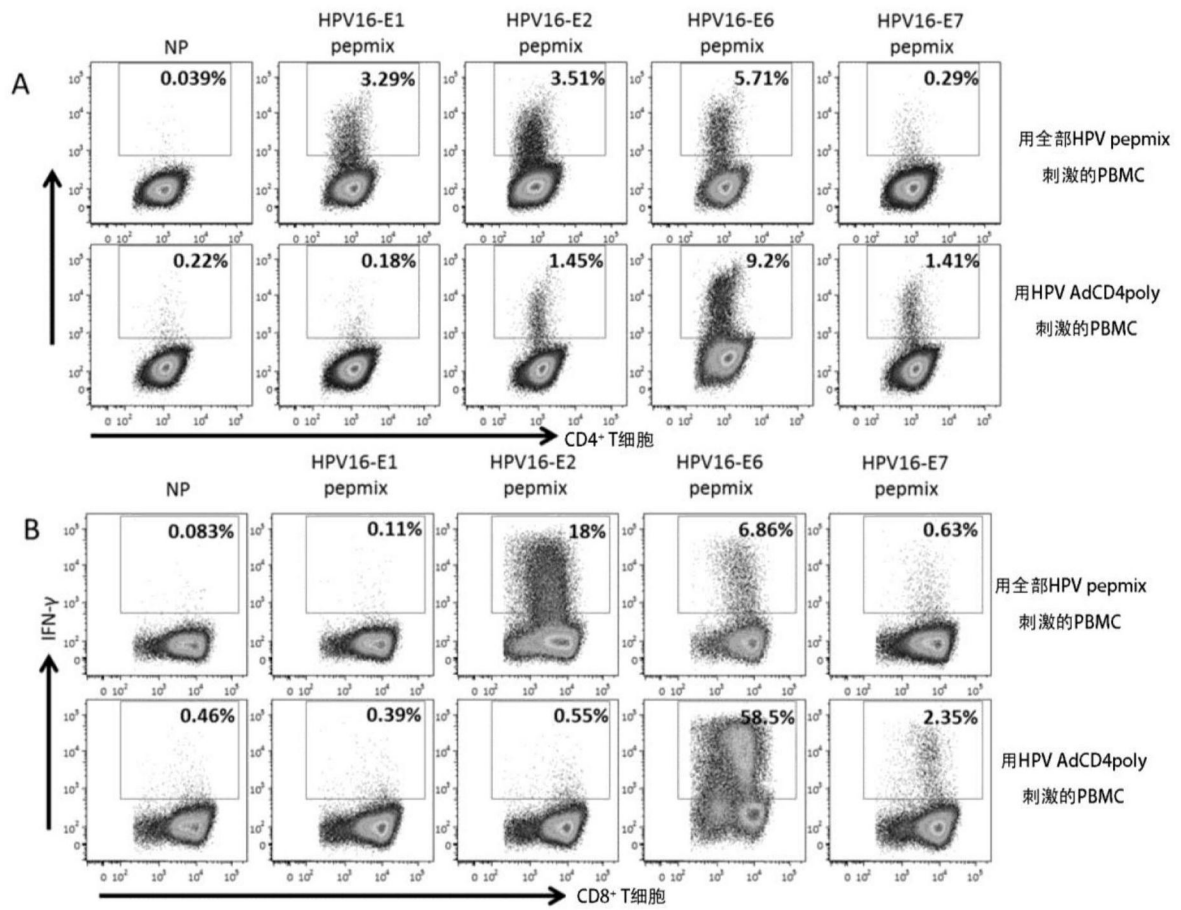 A
NP
HPV16-E1
pepmix
HPV16-E2
pepmix
HPV16-E6
pepmix
HPV16-E7
pepmix
0.039%
3.29%
3.51%
5.71%
0.29%
用全部HPV pepmix
刺激的PBMC
0.22%
0.18%
1.45%
9.2%
1.41%
用HPV AdCD4poly
刺激的PBMC
CD4⁺ T细胞
B
NP
HPV16-E1
pepmix
HPV16-E2
pepmix
HPV16-E6
pepmix
HPV16-E7
pepmix
0.083%
0.11%
18%
6.86%
0.63%
用全部HPV pepmix
刺激的PBMC
IFN-γ
0.46%
0.39%
0.55%
58.5%
2.35%
用HPV AdCD4poly
刺激的PBMC
CD8⁺ T细胞